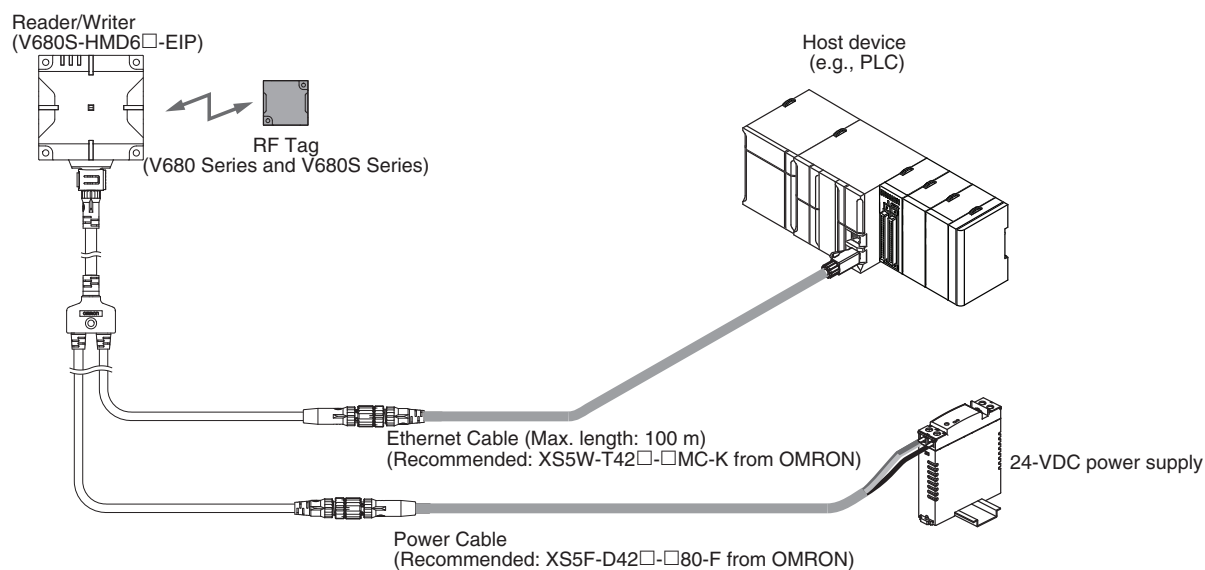 Reader/Writer
(V680S-HMD6□-EIP)
RF Tag
(V680 Series and V680S Series)
Host device
(e.g., PLC)
Ethernet Cable (Max. length: 100 m)
(Recommended: XS5W-T42□-□MC-K from OMRON)
24-VDC power supply
Power Cable
(Recommended: XS5F-D42□-□80-F from OMRON)